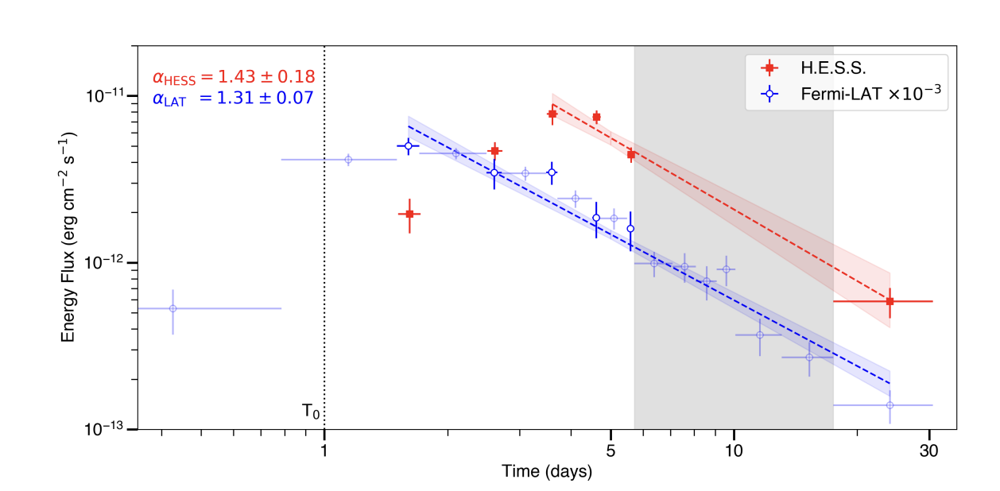 α_HESS = 1.43 ± 0.18
α_LAT = 1.31 ± 0.07
H.E.S.S.
Fermi-LAT ×10⁻³
Energy Flux (erg cm⁻² s⁻¹)
10⁻¹¹
10⁻¹²
10⁻¹³
T₀
1 5 10 30
Time (days)